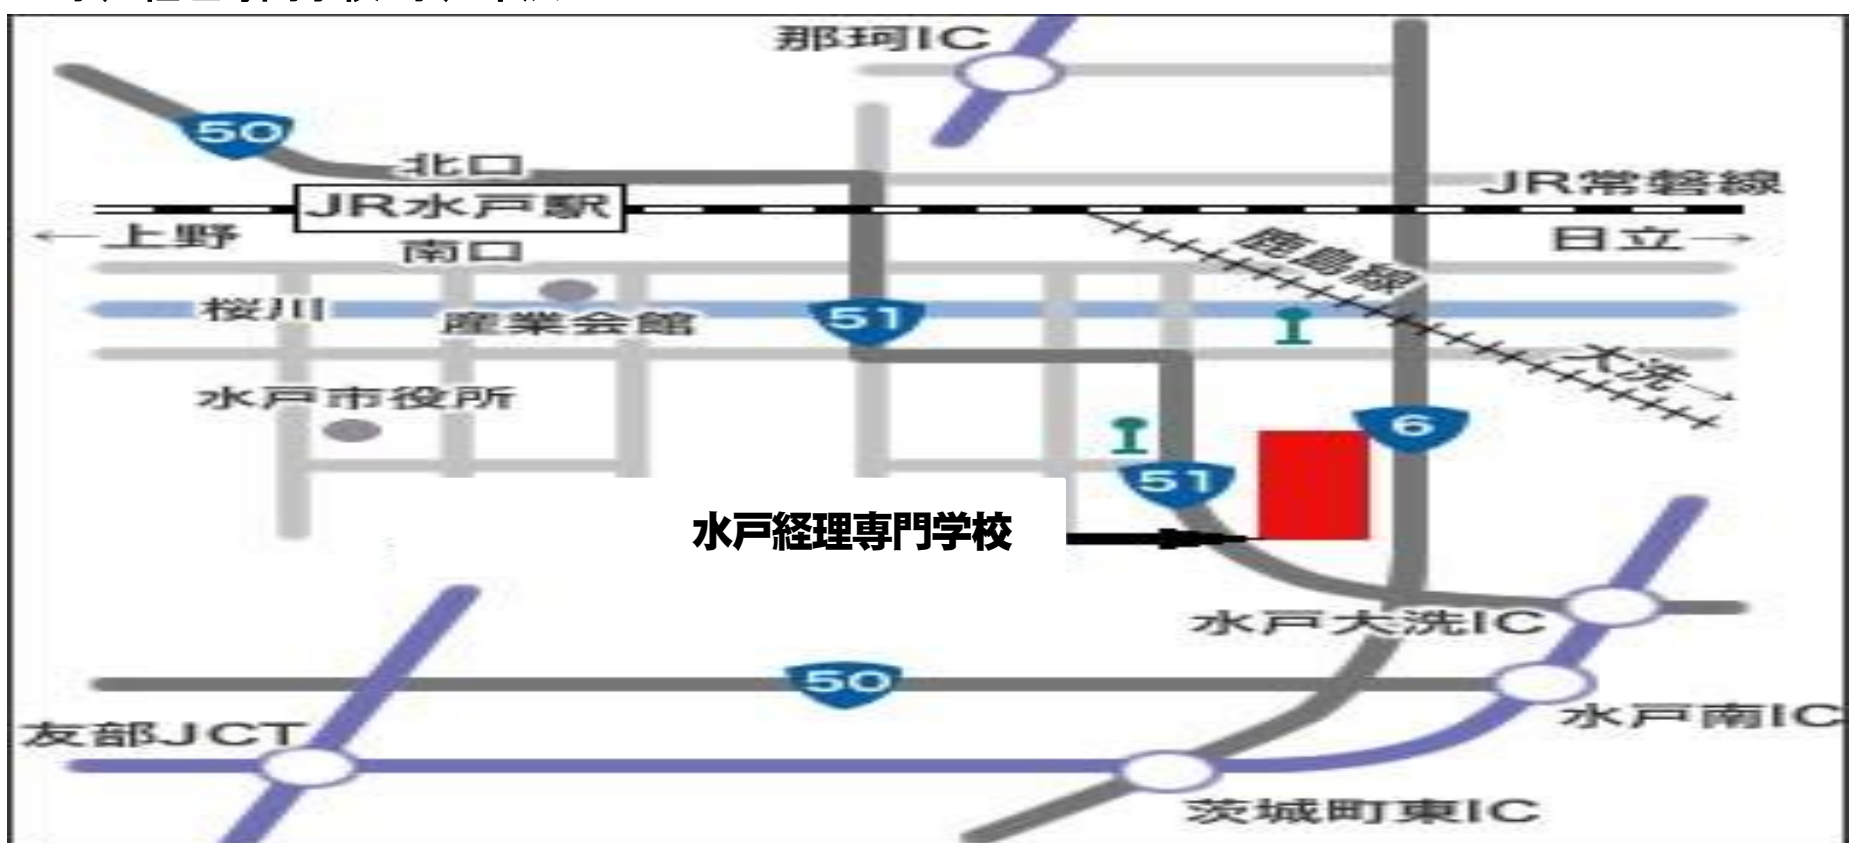 那珂IC
50
北口
JR水戸駅
JR常磐線
←上野
南口
鹿島線
日立→
桜川
産業会館
51
大洗→
水戸市役所
6
51
水戸経理専門学校
水戸大洗IC
50
水戸南IC
友部JCT
茨城町東IC